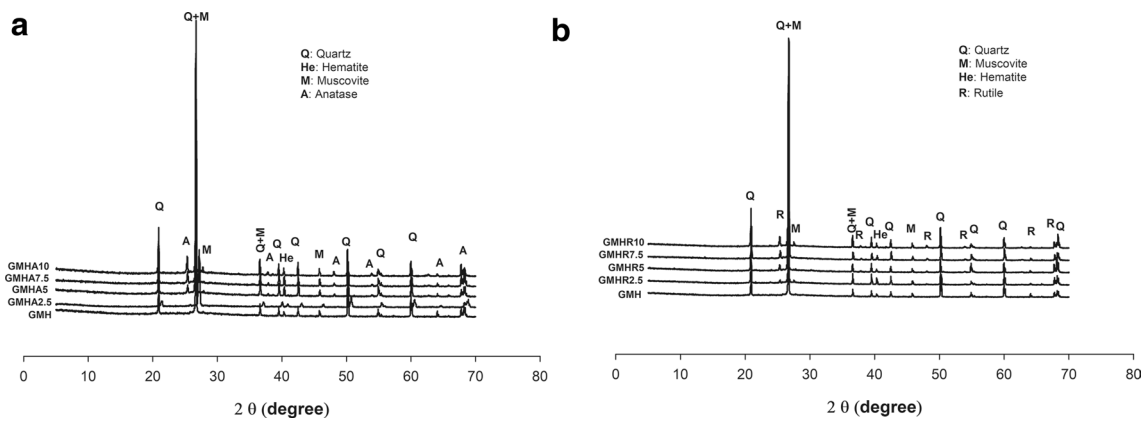 a
Q+M
Q: Quartz
He: Hematite
M: Muscovite
A: Anatase
Q
A
M
Q+M
A
Q
He
Q
M
A
Q
A
Q
Q
A
A
GMHA10
GMHA7.5
GMHA5
GMHA2.5
GMH
0 10 20 30 40 50 60 70 80
2 θ (degree)
b
Q+M
Q: Quartz
M: Muscovite
He: Hematite
R: Rutile
Q
R
M
Q+M
R
Q
He
Q
M
R
Q
R
Q
Q
R
R
Q
GMHR10
GMHR7.5
GMHR5
GMHR2.5
GMH
0 10 20 30 40 50 60 70 80
2 θ (degree)